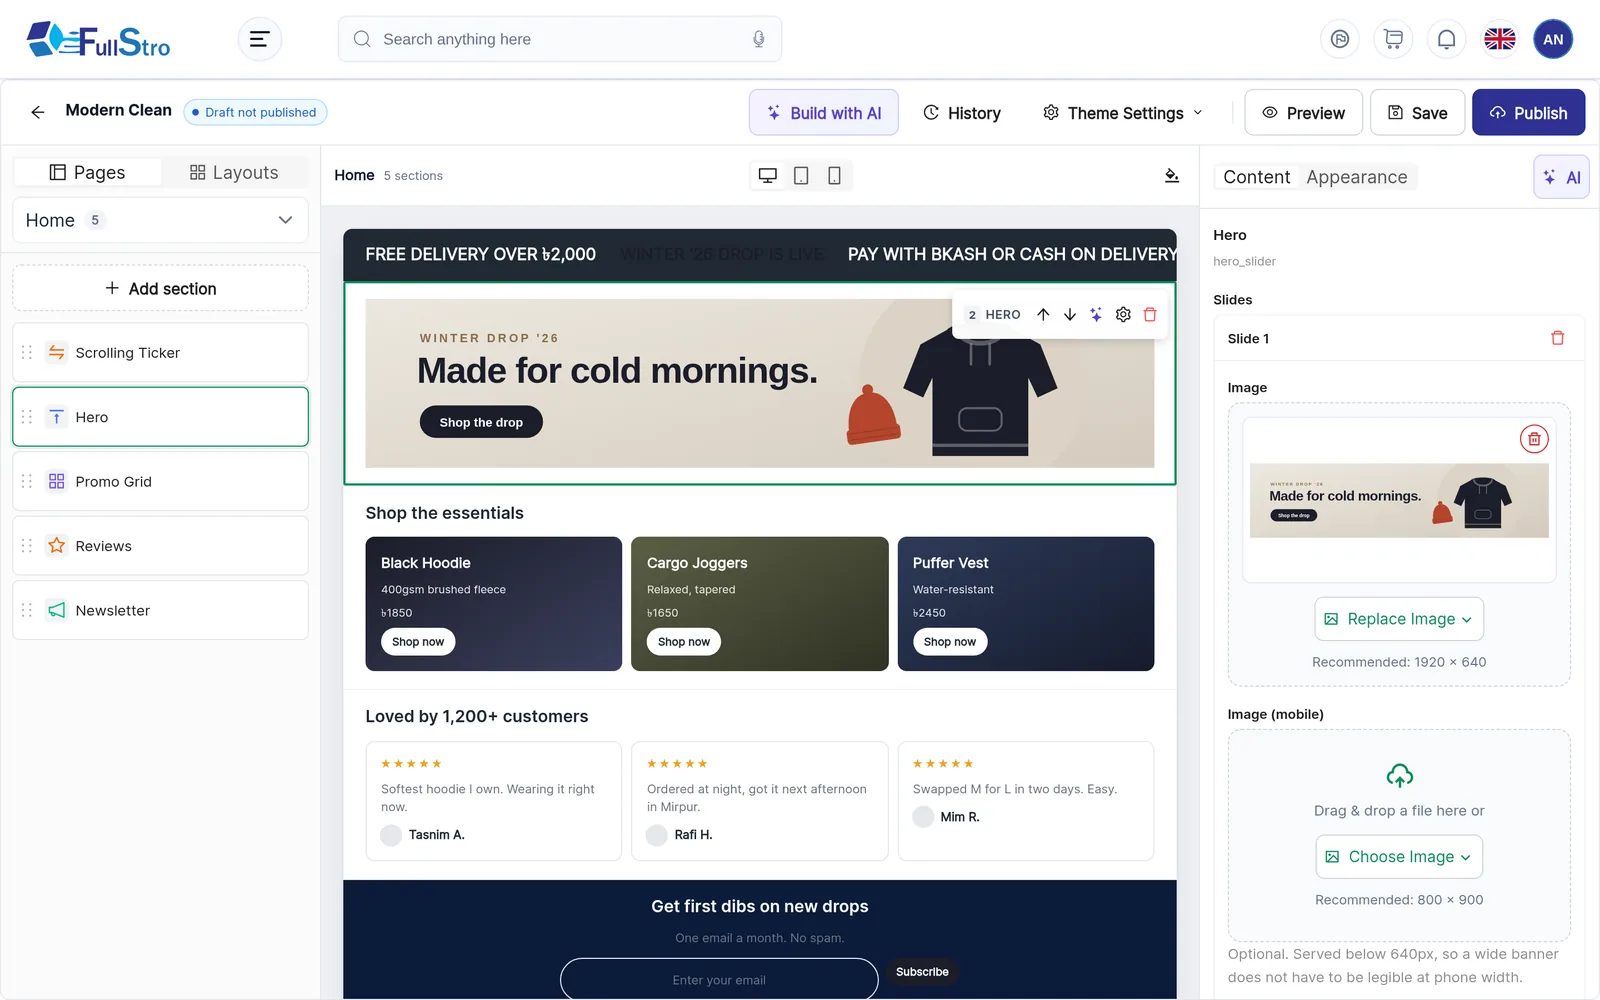 FullStro
Search anything here
AN
Modern Clean
Draft not published
Build with AI
History
Theme Settings
Preview
Save
Publish
Pages
Layouts
Home 5
Add section
Scrolling Ticker
Hero
Promo Grid
Reviews
Newsletter
Home 5 sections
FREE DELIVERY OVER ৳2,000
WINTER '26 DROP IS LIVE
PAY WITH BKASH OR CASH ON DELIVERY
2 HERO
WINTER DROP '26
Made for cold mornings.
Shop the drop
Shop the essentials
Black Hoodie
400gsm brushed fleece
৳1850
Shop now
Cargo Joggers
Relaxed, tapered
৳1650
Shop now
Puffer Vest
Water-resistant
৳2450
Shop now
Loved by 1,200+ customers
★★★★★
Softest hoodie I own. Wearing it right
now.
Tasnim A.
★★★★★
Ordered at night, got it next afternoon
in Mirpur.
Rafi H.
★★★★★
Swapped M for L in two days. Easy.
Mim R.
Get first dibs on new drops
One email a month. No spam.
Enter your email
Subscribe
Content
Appearance
AI
Hero
hero_slider
Slides
Slide 1
Image
WINTER DROP '26
Made for cold mornings.
Shop the drop
Replace Image
Recommended: 1920 × 640
Image (mobile)
Drag & drop a file here or
Choose Image
Recommended: 800 × 900
Optional. Served below 640px, so a wide banner
does not have to be legible at phone width.